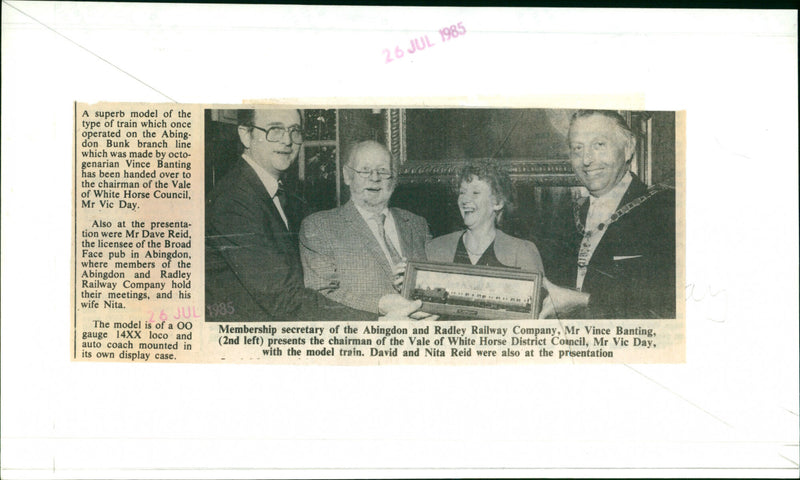 26 JUL 1985
A superb model of the
type of train which once
operated on the Abing-
don Bunk branch line
which was made by octo-
genarian Vince Banting
has been handed over to
the chairman of the Vale
of White Horse Council,
Mr Vic Day.
Also at the presenta-
tion were Mr Dave Reid,
the licensee of the Broad
Face pub in Abingdon,
where members of the
Abingdon and Radley
Railway Company hold
their meetings, and his
wife Nita.
26 JUL 1985
The model is of a OO
gauge 14XX loco and
auto coach mounted in
its own display case.
Membership secretary of the Abingdon and Radley Railway Company, Mr Vince Banting,
(2nd left) presents the chairman of the Vale of White Horse District Council, Mr Vic Day,
with the model train. David and Nita Reid were also at the presentation